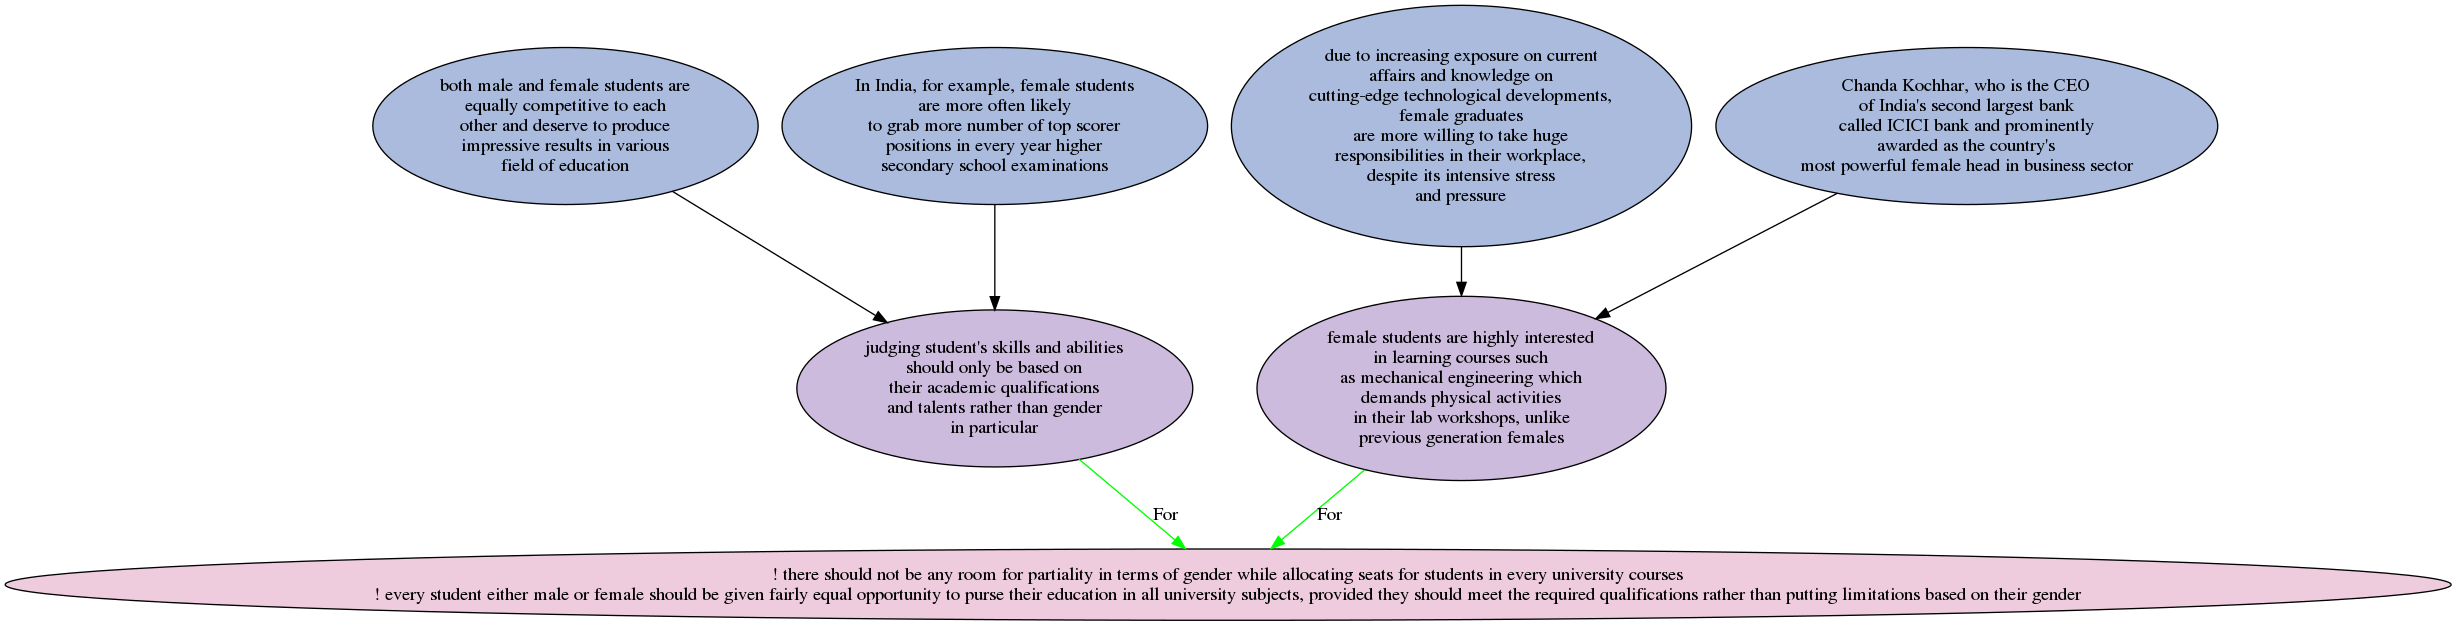 both male and female students are
equally competitive to each
other and deserve to produce
impressive results in various
field of education
In India, for example, female students
are more often likely
to grab more number of top scorer
positions in every year higher
secondary school examinations
due to increasing exposure on current
affairs and knowledge on
cutting-edge technological developments,
female graduates
are more willing to take huge
responsibilities in their workplace,
despite its intensive stress
and pressure
Chanda Kochhar, who is the CEO
of India's second largest bank
called ICICI bank and prominently
awarded as the country's
most powerful female head in business sector
judging student's skills and abilities
should only be based on
their academic qualifications
and talents rather than gender
in particular
female students are highly interested
in learning courses such
as mechanical engineering which
demands physical activities
in their lab workshops, unlike
previous generation females
For
For
! there should not be any room for partiality in terms of gender while allocating seats for students in every university courses
! every student either male or female should be given fairly equal opportunity to purse their education in all university subjects, provided they should meet the required qualifications rather than putting limitations based on their gender